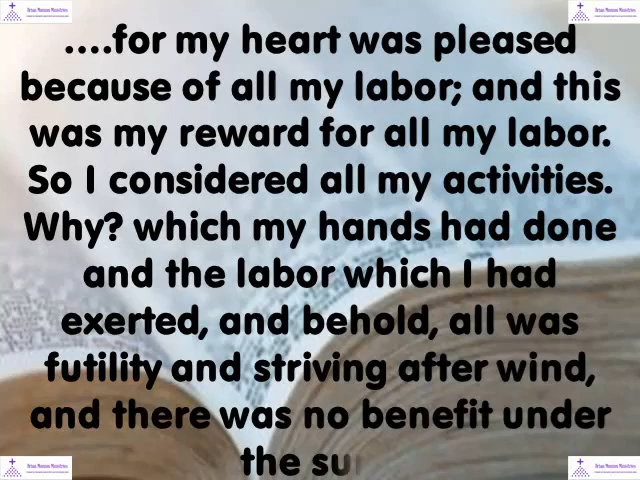 ....for my heart was pleased
because of all my labor; and this
was my reward for all my labor.
So I considered all my activities.
Why? which my hands had done
and the labor which I had
exerted, and behold, all was
futility and striving after wind,
and there was no benefit under
the su